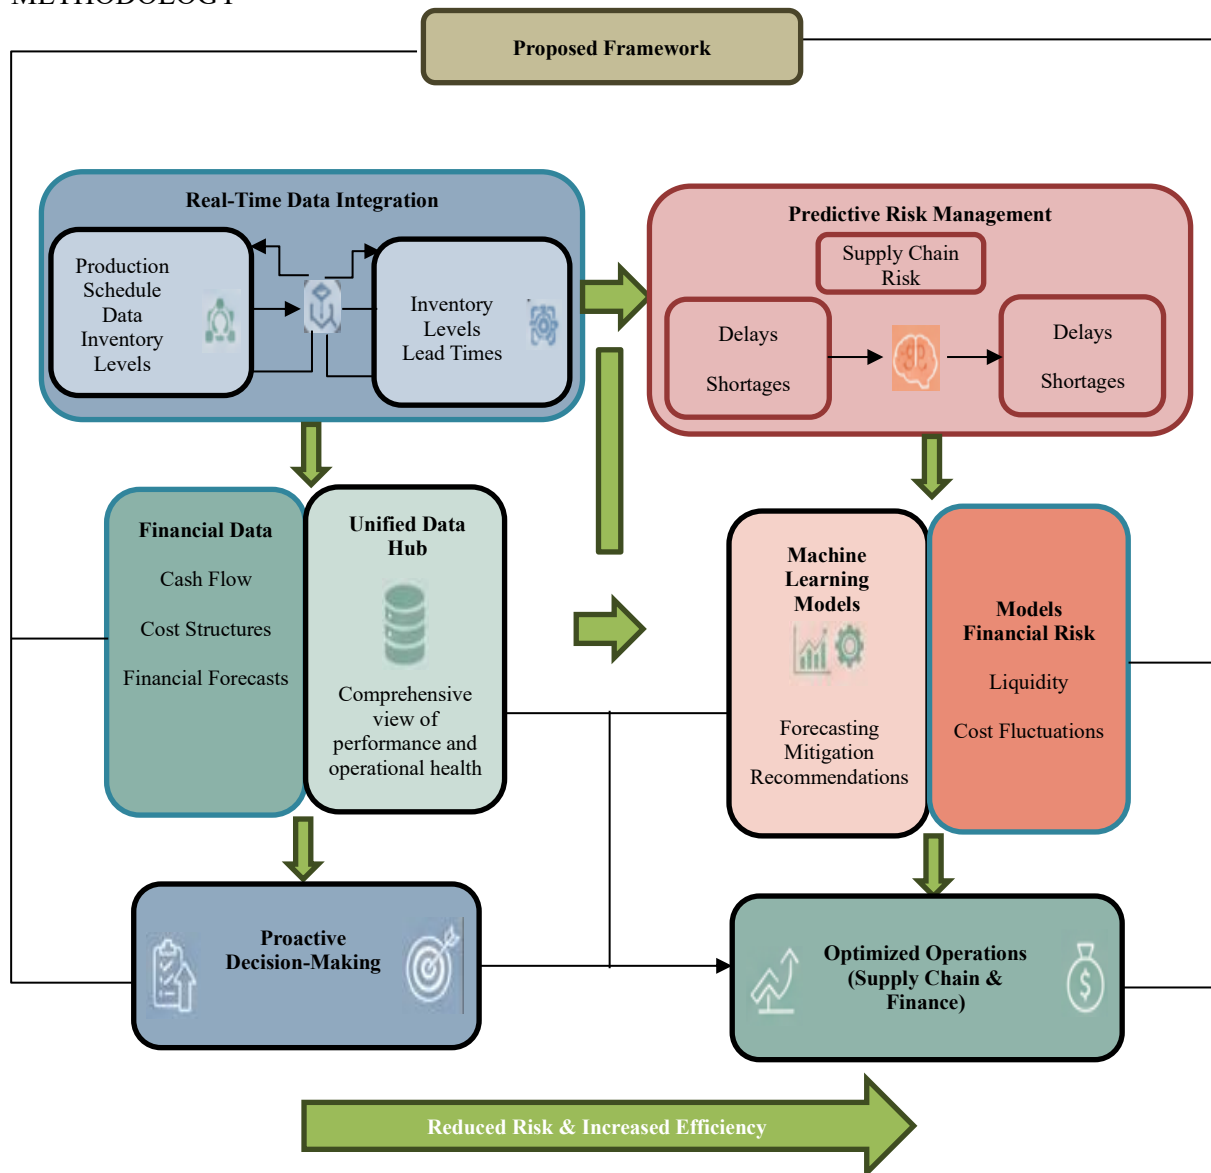 METHODOLOGY
Proposed Framework
Real-Time Data Integration
Production
Schedule
Data
Inventory
Levels
Inventory
Levels
Lead Times
Predictive Risk Management
Supply Chain
Risk
Delays
Shortages
Delays
Shortages
Financial Data
Cash Flow
Cost Structures
Financial Forecasts
Unified Data
Hub
Comprehensive
view of
performance and
operational health
Machine
Learning
Models
Forecasting
Mitigation
Recommendations
Models
Financial Risk
Liquidity
Cost Fluctuations
Proactive
Decision-Making
Optimized Operations
(Supply Chain &
Finance)
$
Reduced Risk & Increased Efficiency